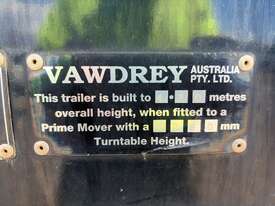 VAWDREY AUSTRALIA PTY. LTD.
This trailer is built to metres
overall height, when fitted to a
Prime Mover with a mm
Turntable Height.